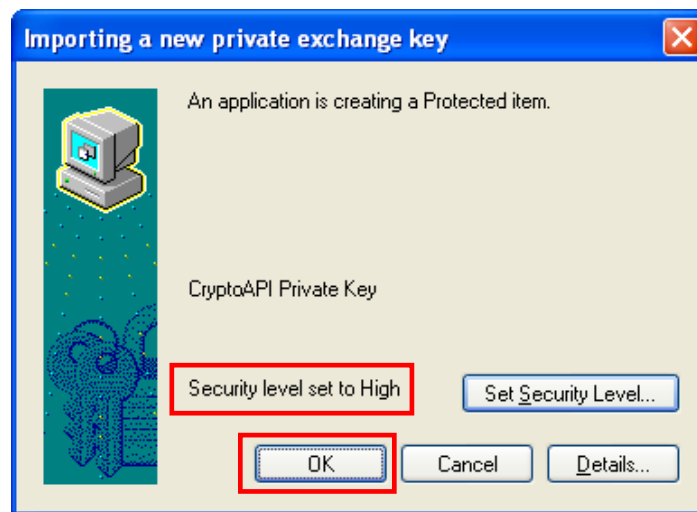 Importing a new private exchange key
An application is creating a Protected item.
CryptoAPI Private Key
Security level set to High
Set Security Level...
OK
Cancel
Details...